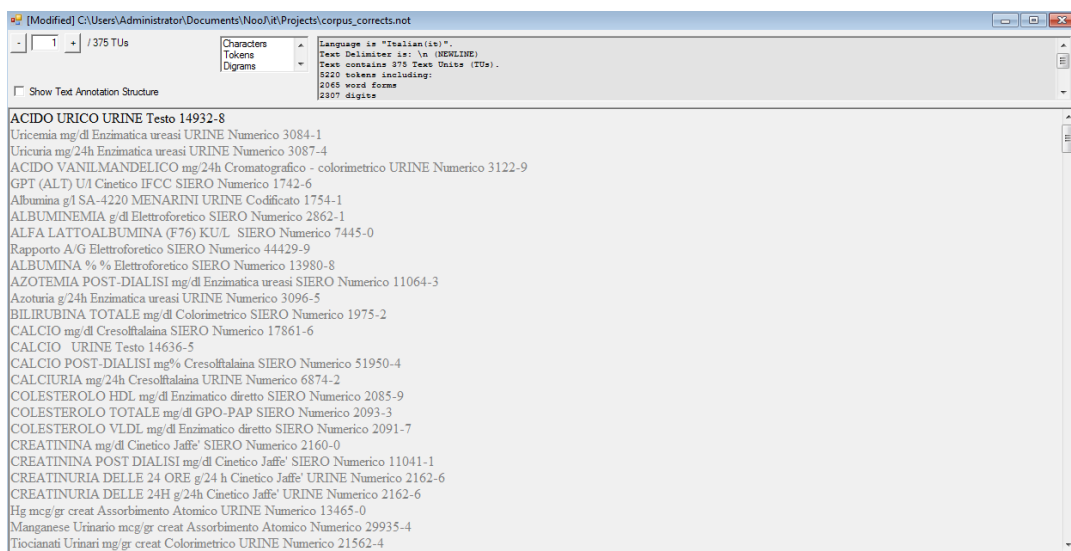 [Modified] C:\Users\Administrator\Documents\NooJ\it\Projects\corpus_corrects.not
- 1 + / 375 TUs
Characters
Tokens
Digrams
Show Text Annotation Structure
Language is "Italian(it)".
Text Delimiter is: \n (NEWLINE)
Text contains 375 Text Units (TUs).
5220 tokens including:
2065 word forms
2307 digits
ACIDO URICO URINE Testo 14932-8
Uricemia mg/dl Enzimatica ureasi URINE Numerico 3084-1
Uricuria mg/24h Enzimatica ureasi URINE Numerico 3087-4
ACIDO VANILMANDELICO mg/24h Cromatografico - colorimetrico URINE Numerico 3122-9
GPT (ALT) U/l Cinetico IFCC SIERO Numerico 1742-6
Albumina g/l SA-4220 MENARINI URINE Codificato 1754-1
ALBUMINEMIA g/dl Elettroforetico SIERO Numerico 2862-1
ALFA LATTOALBUMINA (F76) KU/L SIERO Numerico 7445-0
Rapporto A/G Elettroforetico SIERO Numerico 44429-9
ALBUMINA % % Elettroforetico SIERO Numerico 13980-8
AZOTEMIA POST-DIALISI mg/dl Enzimatica ureasi SIERO Numerico 11064-3
Azoturia g/24h Enzimatica ureasi URINE Numerico 3096-5
BILIRUBINA TOTALE mg/dl Colorimetrico SIERO Numerico 1975-2
CALCIO mg/dl Cresolftalaina SIERO Numerico 17861-6
CALCIO URINE Testo 14636-5
CALCIO POST-DIALISI mg% Cresolftalaina SIERO Numerico 51950-4
CALCIURIA mg/24h Cresolftalaina URINE Numerico 6874-2
COLESTEROLO HDL mg/dl Enzimatico diretto SIERO Numerico 2085-9
COLESTEROLO TOTALE mg/dl GPO-PAP SIERO Numerico 2093-3
COLESTEROLO VLDL mg/dl Enzimatico diretto SIERO Numerico 2091-7
CREATININA mg/dl Cinetico Jaffe' SIERO Numerico 2160-0
CREATININA POST DIALISI mg/dl Cinetico Jaffe' SIERO Numerico 11041-1
CREATINURIA DELLE 24 ORE g/24 h Cinetico Jaffe' URINE Numerico 2162-6
CREATINURIA DELLE 24H g/24h Cinetico Jaffe' URINE Numerico 2162-6
Hg mcg/gr creat Assorbimento Atomico URINE Numerico 13465-0
Manganese Urinario mcg/gr creat Assorbimento Atomico Numerico 29935-4
Tiocianati Urinari mg/gr creat Colorimetrico URINE Numerico 21562-4